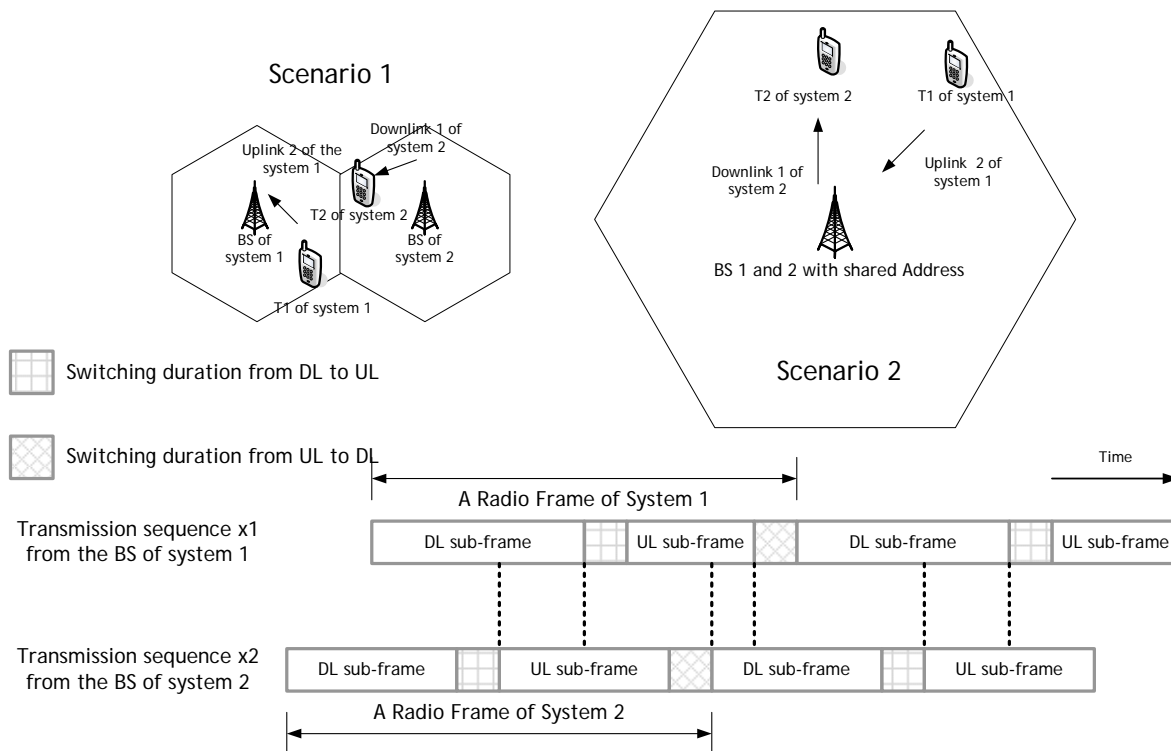 Scenario 1
Uplink 2 of the
system 1
Downlink 1 of
system 2
T2 of system 2
BS of
system 1
BS of
system 2
T1 of system 1
T2 of system 2
T1 of system 1
Downlink 1 of
system 2
Uplink 2 of
system 1
BS 1 and 2 with shared Address
Scenario 2
Switching duration from DL to UL
Switching duration from UL to DL
Time
A Radio Frame of System 1
Transmission sequence x1
from the BS of system 1
DL sub-frame
UL sub-frame
DL sub-frame
UL sub-frame
Transmission sequence x2
from the BS of system 2
DL sub-frame
UL sub-frame
DL sub-frame
UL sub-frame
A Radio Frame of System 2